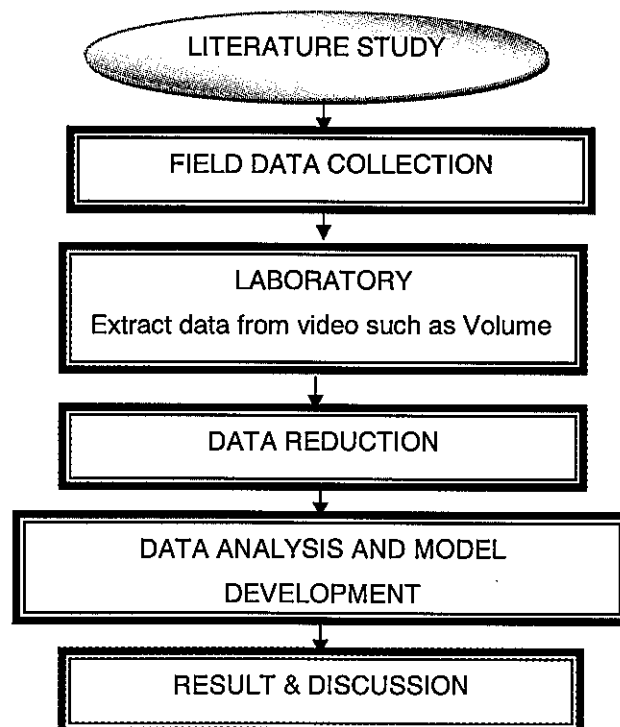 LITERATURE STUDY
FIELD DATA COLLECTION
LABORATORY
Extract data from video such as Volume
DATA REDUCTION
DATA ANALYSIS AND MODEL
DEVELOPMENT
RESULT & DISCUSSION